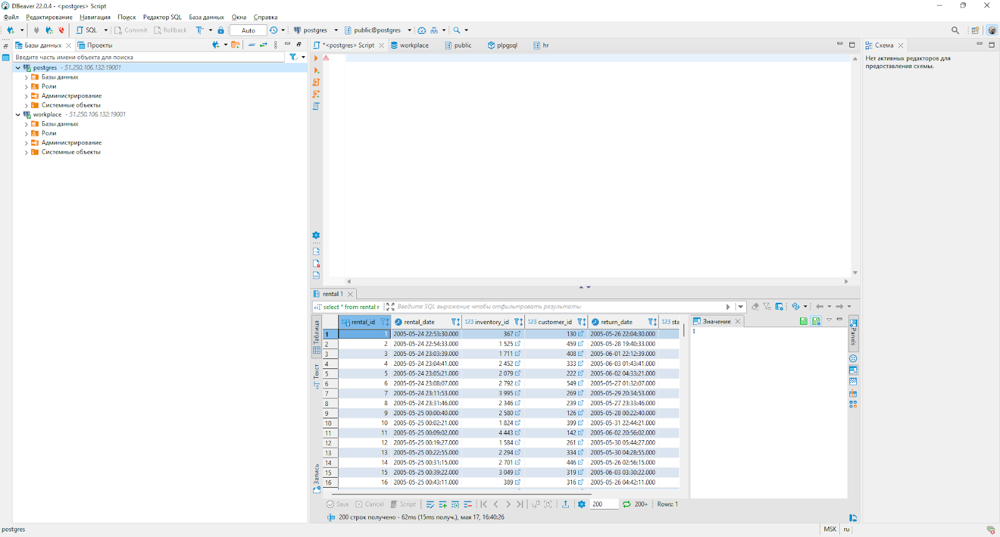 DBeaver 22.0.4 - <postgres> Script
Файл Редактирование Навигация Поиск Редактор SQL База данных Окна Справка
SQL Commit Rollback Auto postgres public@postgres
Базы данных Проекты
Введите часть имени объекта для поиска
postgres - 51.250.106.132:19001
Базы данных
Роли
Администрирование
Системные объекты
workplace - 51.250.106.132:19001
Базы данных
Роли
Администрирование
Системные объекты
*<postgres> Script workplace public plpgsql hr
Схема
Нет активных редакторов для
предоставления схемы.
rental 1
select * from rental r Введите SQL выражение чтобы отфильтровать результаты
Таблица
Текст
Запись
123 rental_id rental_date 123 inventory_id 123 customer_id return_date 123 sta
1 1 2005-05-24 22:53:30.000 367 130 2005-05-26 22:04:30.000
2 2 2005-05-24 22:54:33.000 1 525 459 2005-05-28 19:40:33.000
3 3 2005-05-24 23:03:39.000 1 711 408 2005-06-01 22:12:39.000
4 4 2005-05-24 23:04:41.000 2 452 333 2005-06-03 01:43:41.000
5 5 2005-05-24 23:05:21.000 2 079 222 2005-06-02 04:33:21.000
6 6 2005-05-24 23:08:07.000 2 792 549 2005-05-27 01:32:07.000
7 7 2005-05-24 23:11:53.000 3 995 269 2005-05-29 20:34:53.000
8 8 2005-05-24 23:31:46.000 2 346 239 2005-05-27 23:33:46.000
9 9 2005-05-25 00:00:40.000 2 580 126 2005-05-28 00:22:40.000
10 10 2005-05-25 00:02:21.000 1 824 399 2005-05-31 22:44:21.000
11 11 2005-05-25 00:09:02.000 4 443 142 2005-06-02 20:56:02.000
12 12 2005-05-25 00:19:27.000 1 584 261 2005-05-30 05:44:27.000
13 13 2005-05-25 00:22:55.000 2 294 334 2005-05-30 04:28:55.000
14 14 2005-05-25 00:31:15.000 2 701 446 2005-05-26 02:56:15.000
15 15 2005-05-25 00:39:22.000 3 049 319 2005-06-03 03:30:22.000
16 16 2005-05-25 00:43:11.000 389 316 2005-05-26 04:42:11.000
Значение
1
Panels
Save Cancel Script 200 200+ Rows: 1
200 строк получено - 62ms (15ms получ.), мая 17, 16:40:26
postgres MSK ru